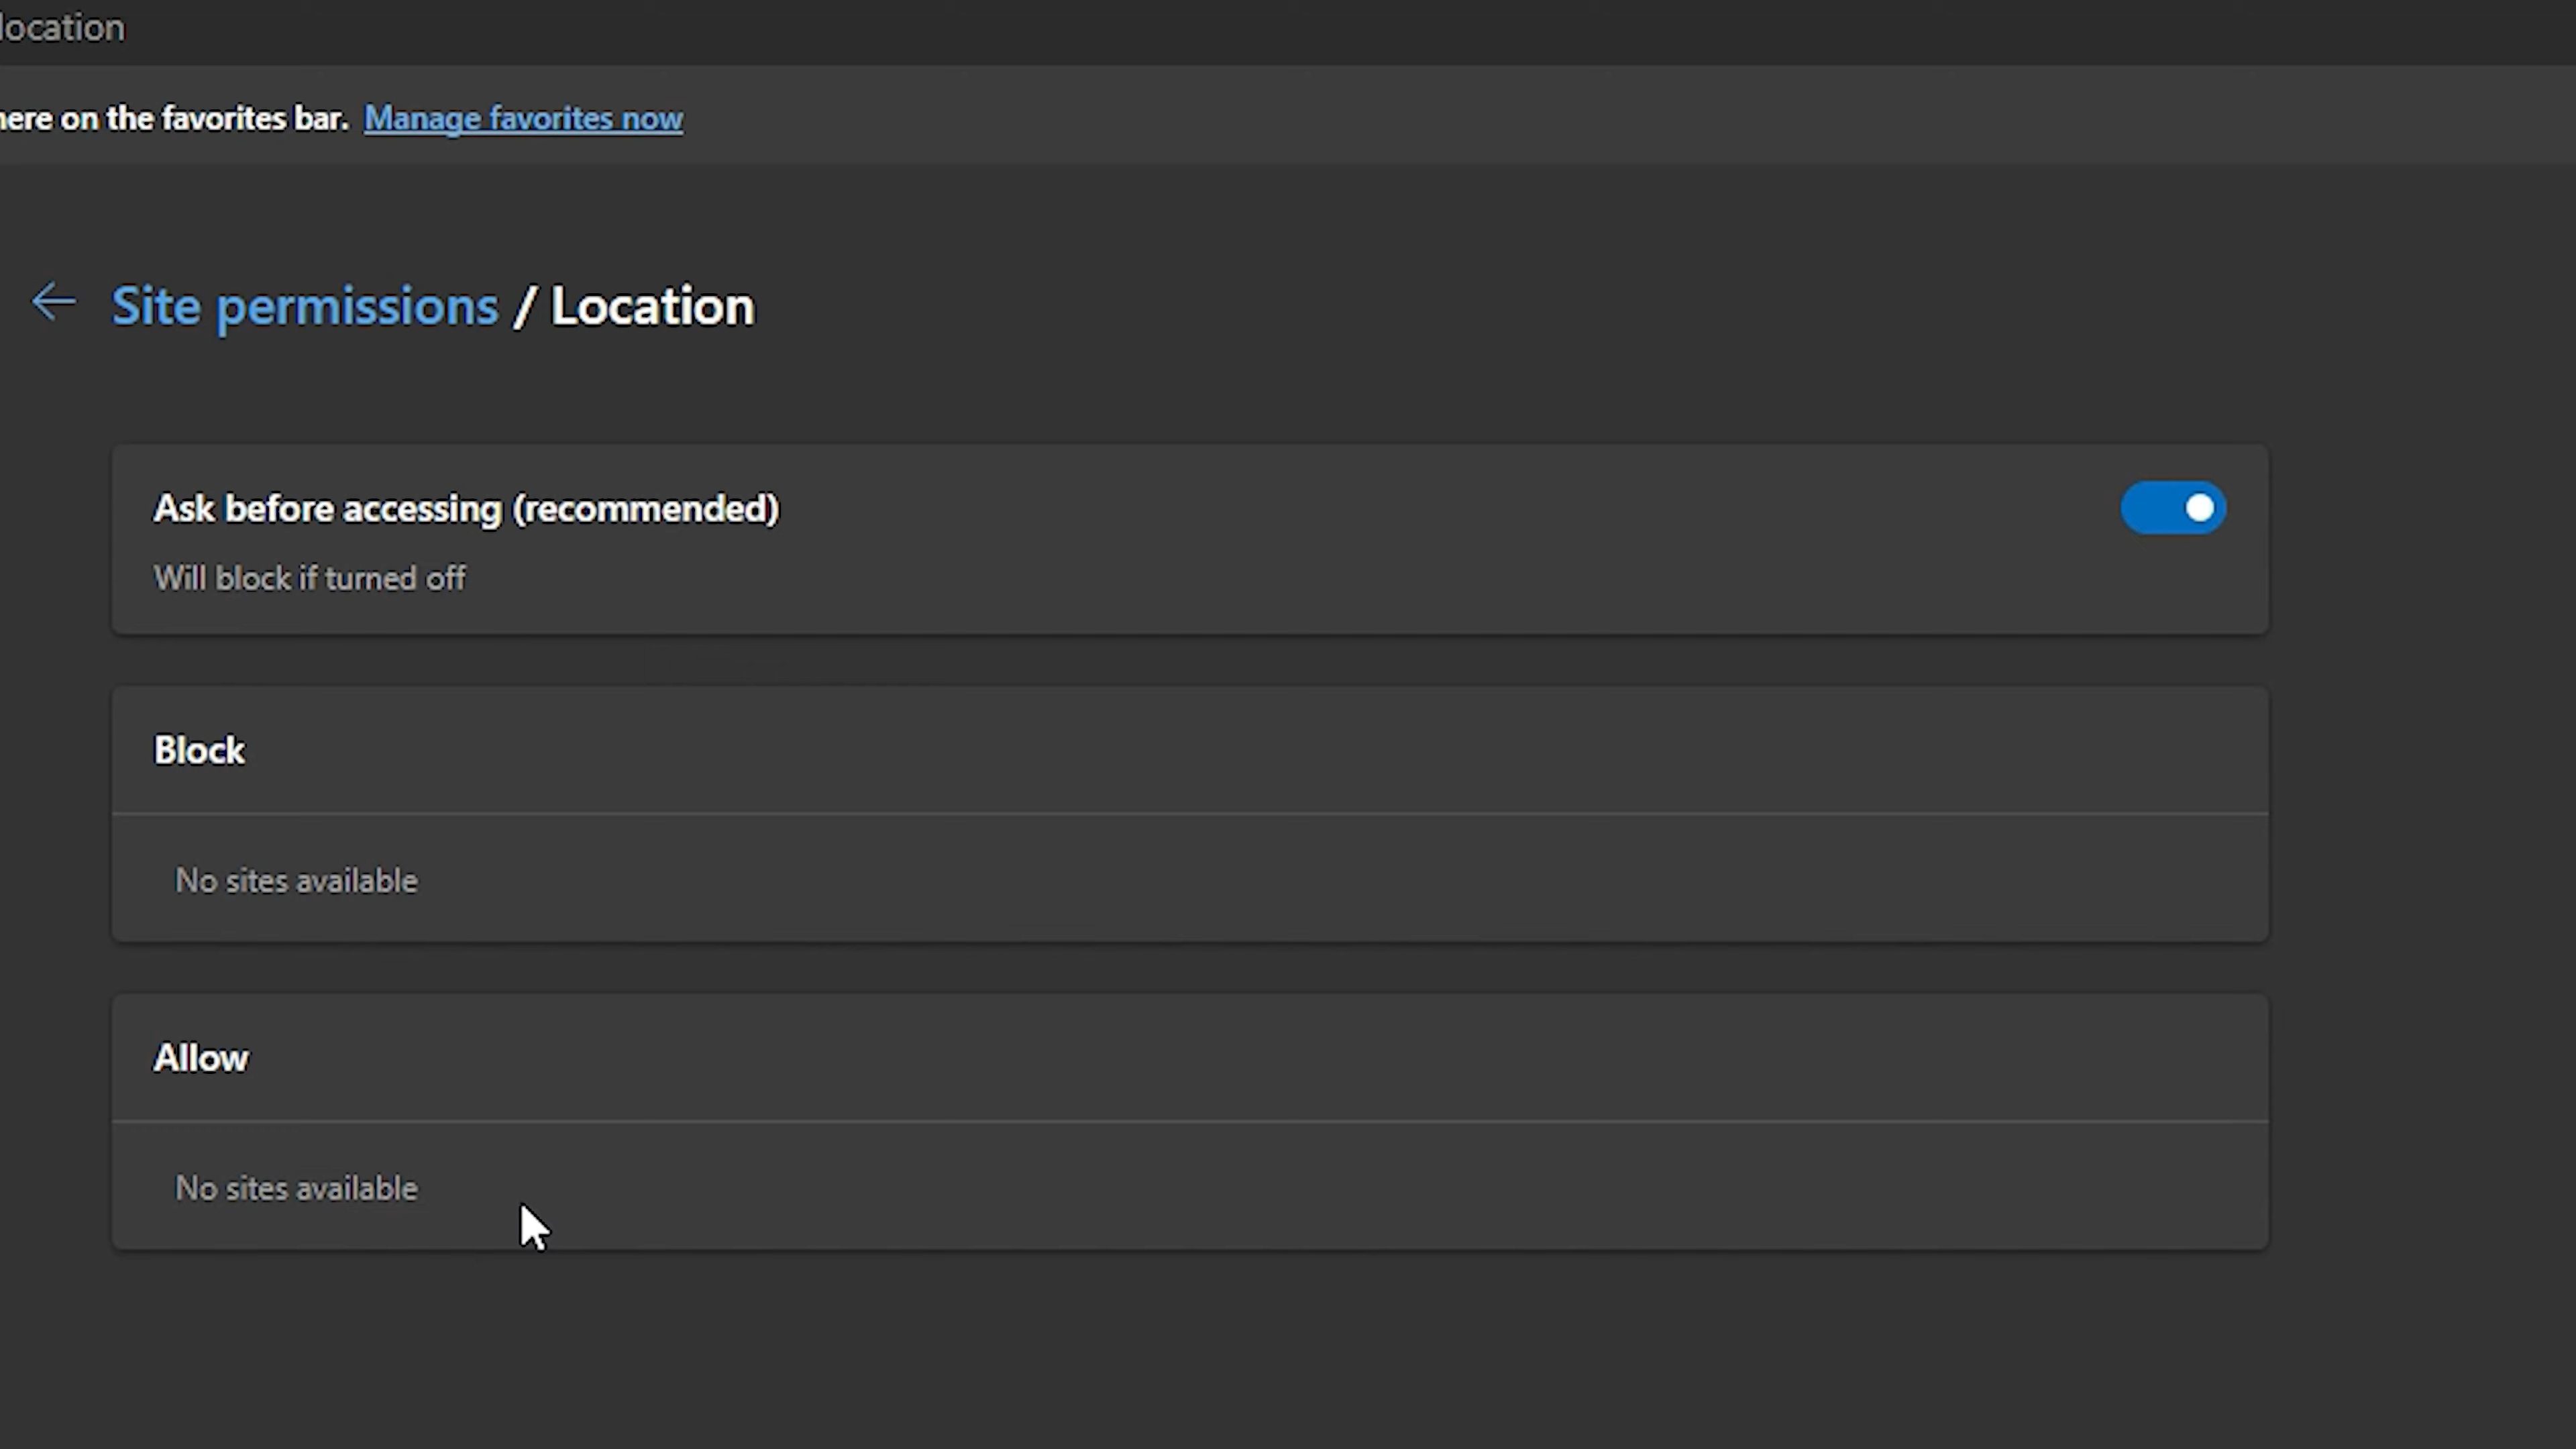 location
here on the favorites bar. Manage favorites now
Site permissions / Location
Ask before accessing (recommended)
Will block if turned off
Block
No sites available
Allow
No sites available